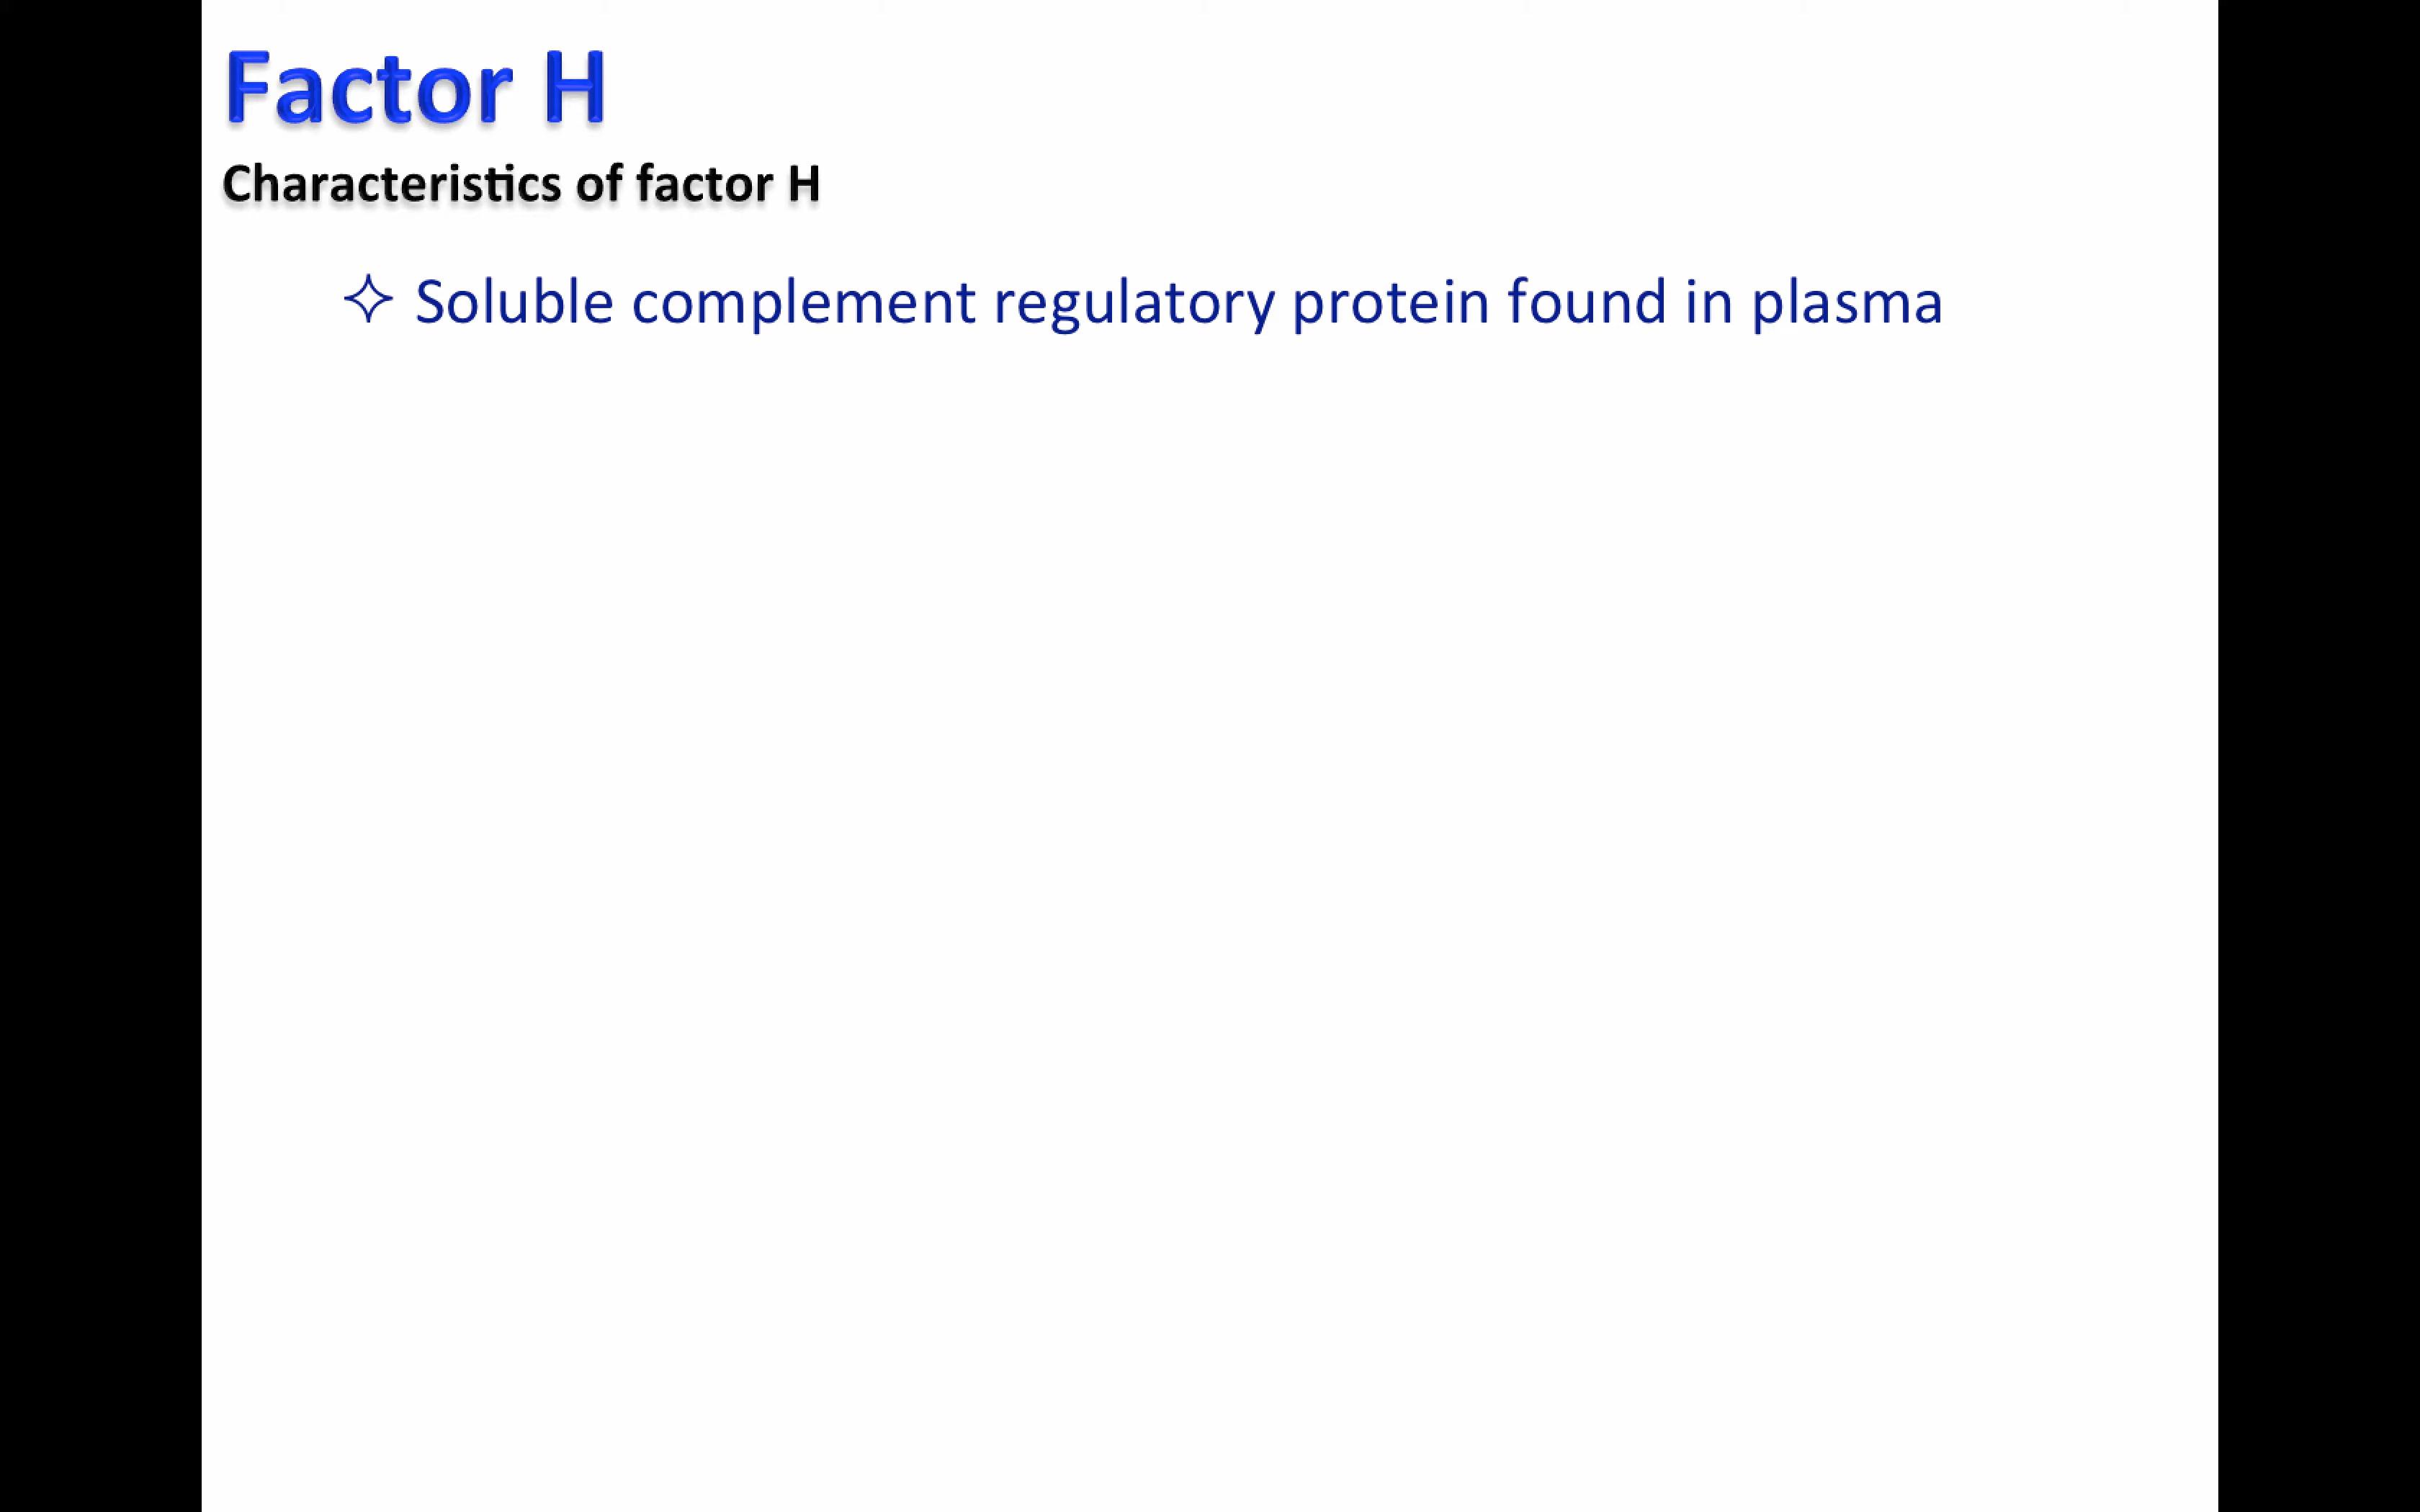 Factor H
Characteristics of factor H
✧ Soluble complement regulatory protein found in plasma